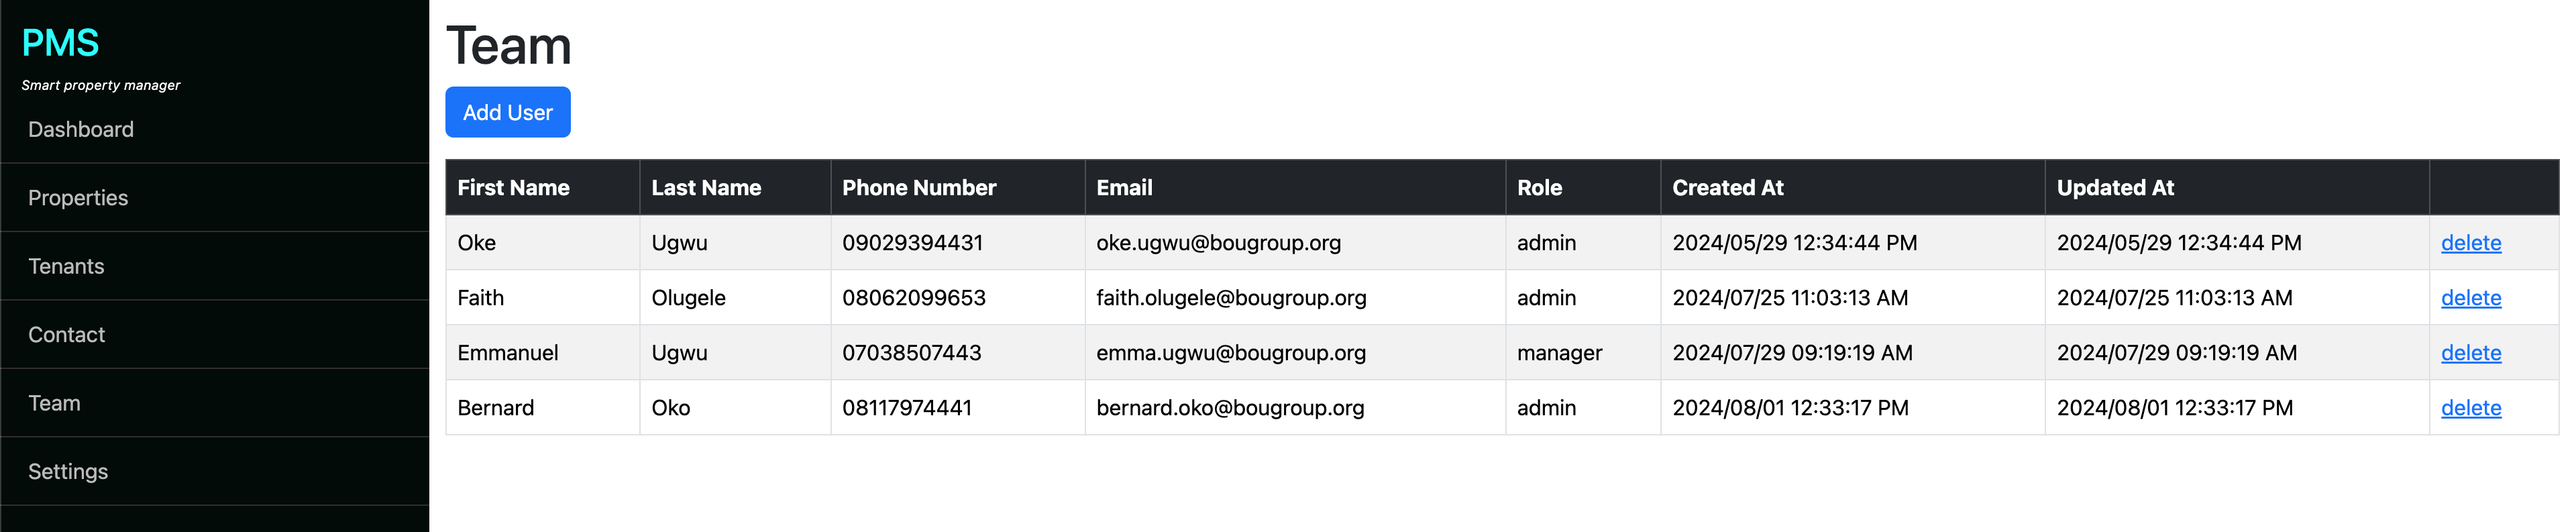 PMS
Smart property manager
Dashboard
Properties
Tenants
Contact
Team
Settings
Team
Add User
First Name Last Name Phone Number Email Role Created At Updated At
Oke Ugwu 09029394431 oke.ugwu@bougroup.org admin 2024/05/29 12:34:44 PM 2024/05/29 12:34:44 PM delete
Faith Olugele 08062099653 faith.olugele@bougroup.org admin 2024/07/25 11:03:13 AM 2024/07/25 11:03:13 AM delete
Emmanuel Ugwu 07038507443 emma.ugwu@bougroup.org manager 2024/07/29 09:19:19 AM 2024/07/29 09:19:19 AM delete
Bernard Oko 08117974441 bernard.oko@bougroup.org admin 2024/08/01 12:33:17 PM 2024/08/01 12:33:17 PM delete